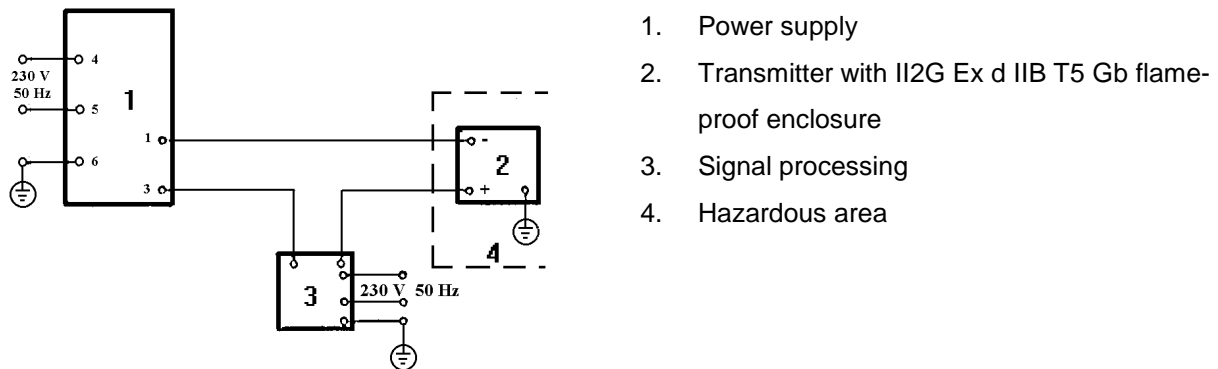 4
230 V
50 Hz
1
5
1
6
3
-
2
+
4
3
230 V 50 Hz
1. Power supply
2. Transmitter with II2G Ex d IIB T5 Gb flame-
proof enclosure
3. Signal processing
4. Hazardous area